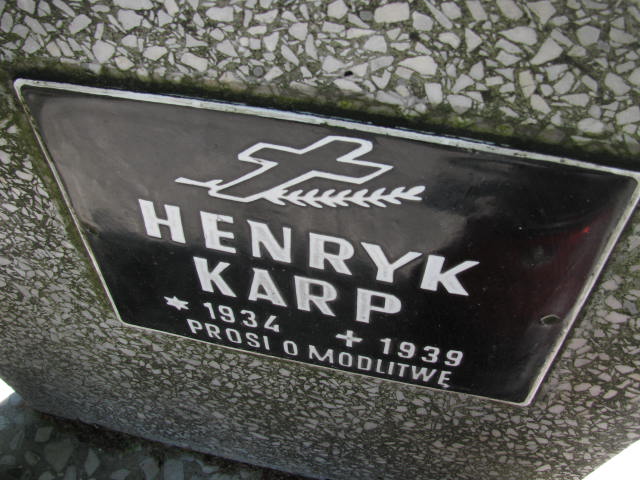 HENRYK
KARP
* 1934 + 1939
PROSI O MODLITWĘ